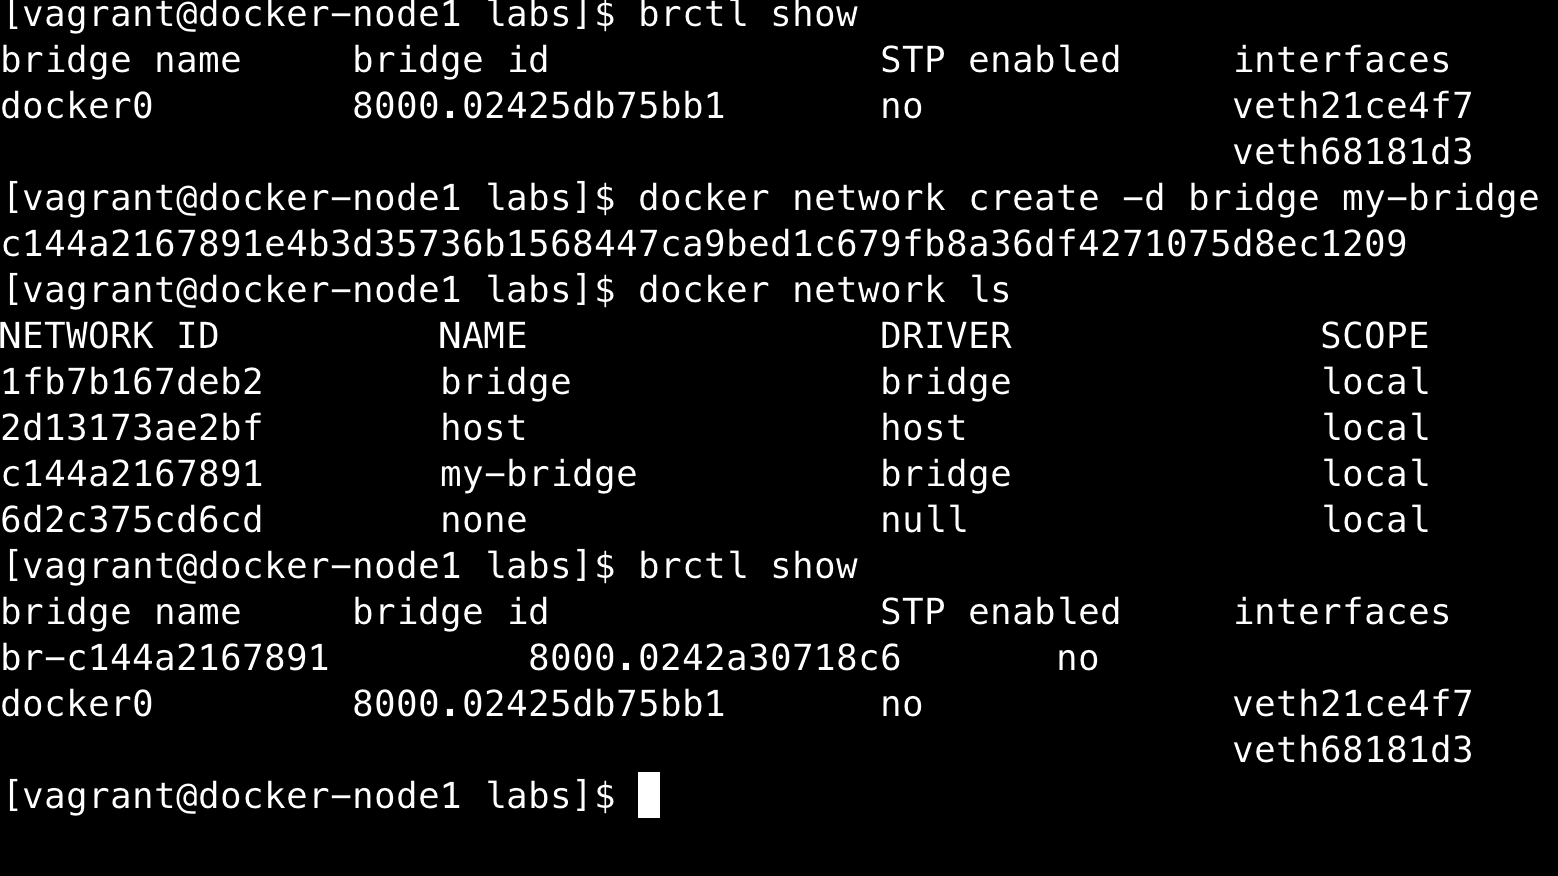 [vagrant@docker-node1 labs]$ brctl show
bridge name     bridge id               STP enabled     interfaces
docker0         8000.02425db75bb1       no              veth21ce4f7
                                                        veth68181d3
[vagrant@docker-node1 labs]$ docker network create -d bridge my-bridge
c144a2167891e4b3d35736b1568447ca9bed1c679fb8a36df4271075d8ec1209
[vagrant@docker-node1 labs]$ docker network ls
NETWORK ID          NAME                DRIVER              SCOPE
1fb7b167deb2        bridge              bridge              local
2d13173ae2bf        host                host                local
c144a2167891        my-bridge           bridge              local
6d2c375cd6cd        none                null                local
[vagrant@docker-node1 labs]$ brctl show
bridge name     bridge id               STP enabled     interfaces
br-c144a2167891         8000.0242a30718c6       no
docker0         8000.02425db75bb1       no              veth21ce4f7
                                                        veth68181d3
[vagrant@docker-node1 labs]$